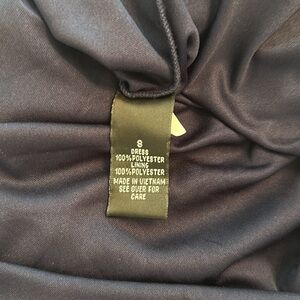 8
DRESS
100%POLYESTER
LINING
100%POLYESTER
MADE IN VIETNAM
SEE OVER FOR
CARE